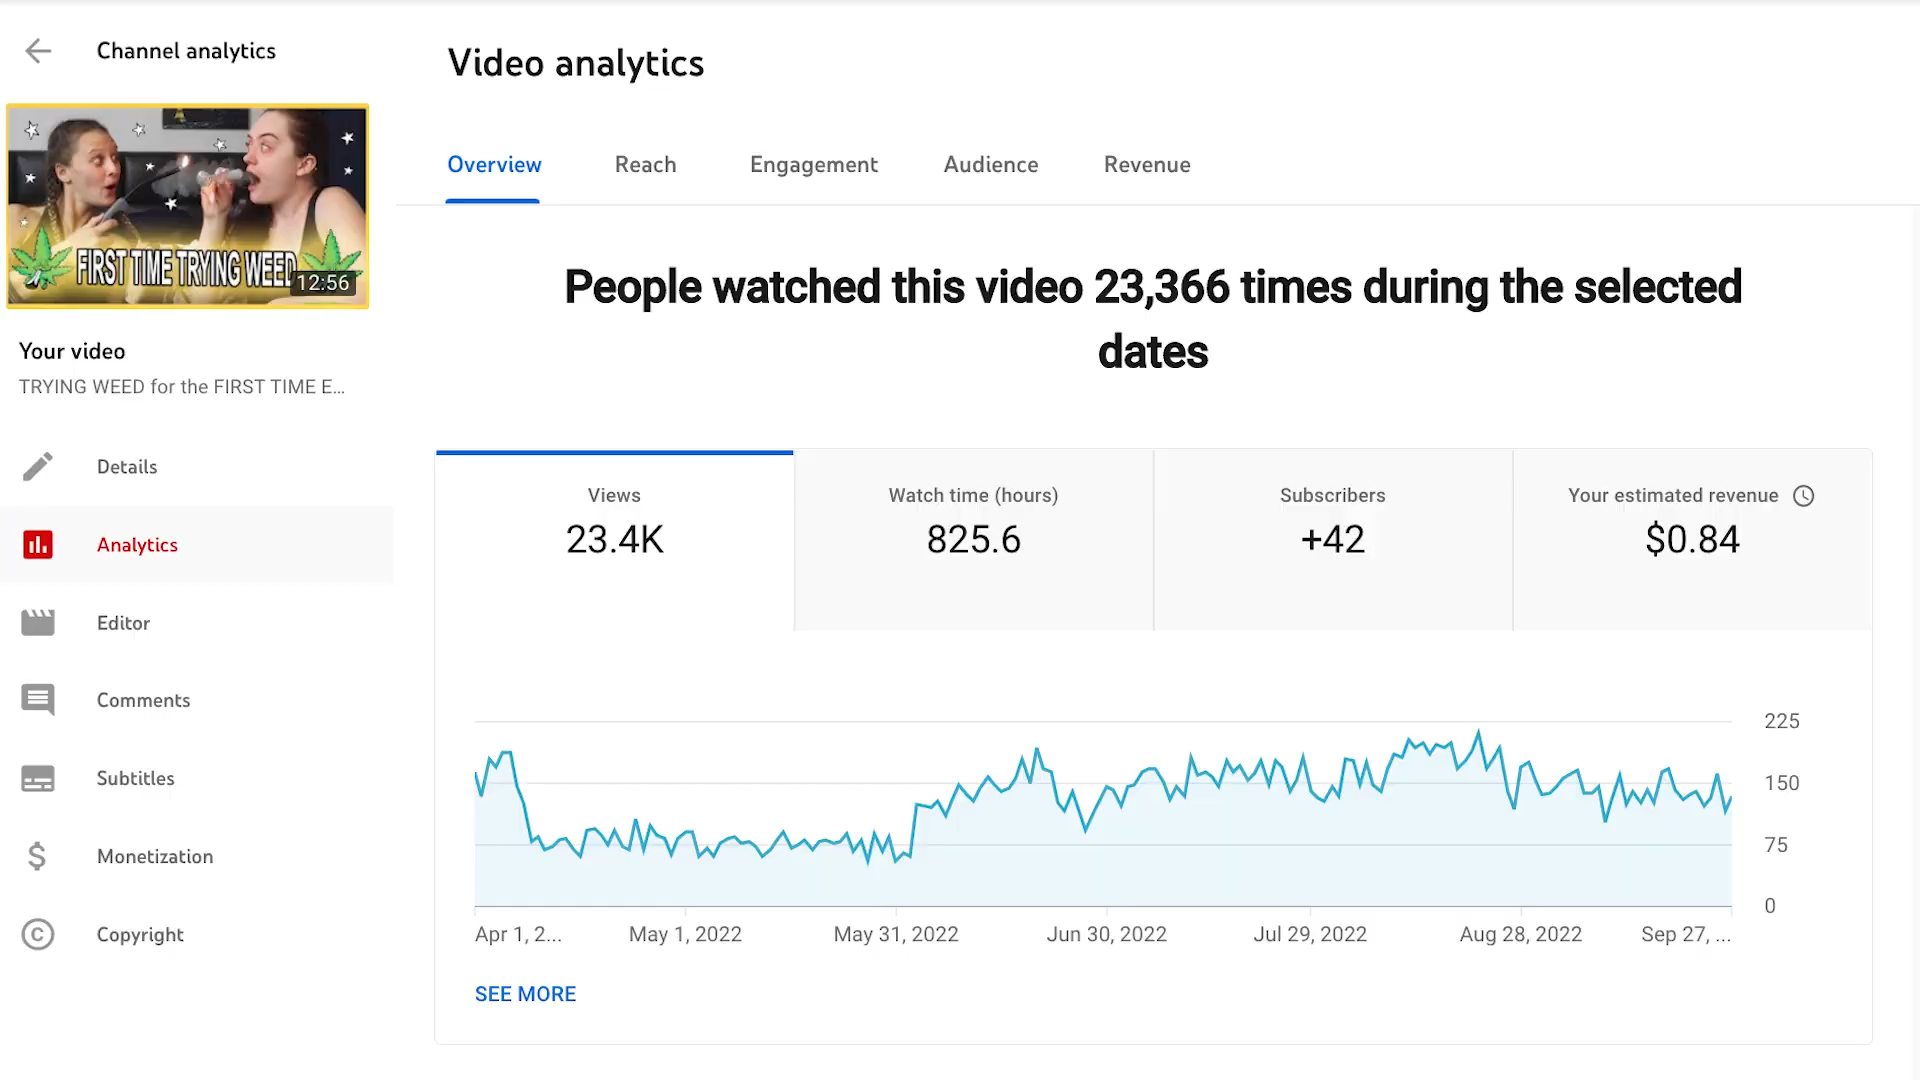 Channel analytics
Video analytics
Overview
Reach
Engagement
Audience
Revenue
FIRST TIME TRYING WEED
12:56
People watched this video 23,366 times during the selected
dates
Your video
TRYING WEED for the FIRST TIME E...
Details
Analytics
Editor
Comments
Subtitles
Monetization
Copyright
Views
23.4K
Watch time (hours)
825.6
Subscribers
+42
Your estimated revenue
$0.84
225
150
75
0
Apr 1, 2...
May 1, 2022
May 31, 2022
Jun 30, 2022
Jul 29, 2022
Aug 28, 2022
Sep 27, ...
SEE MORE